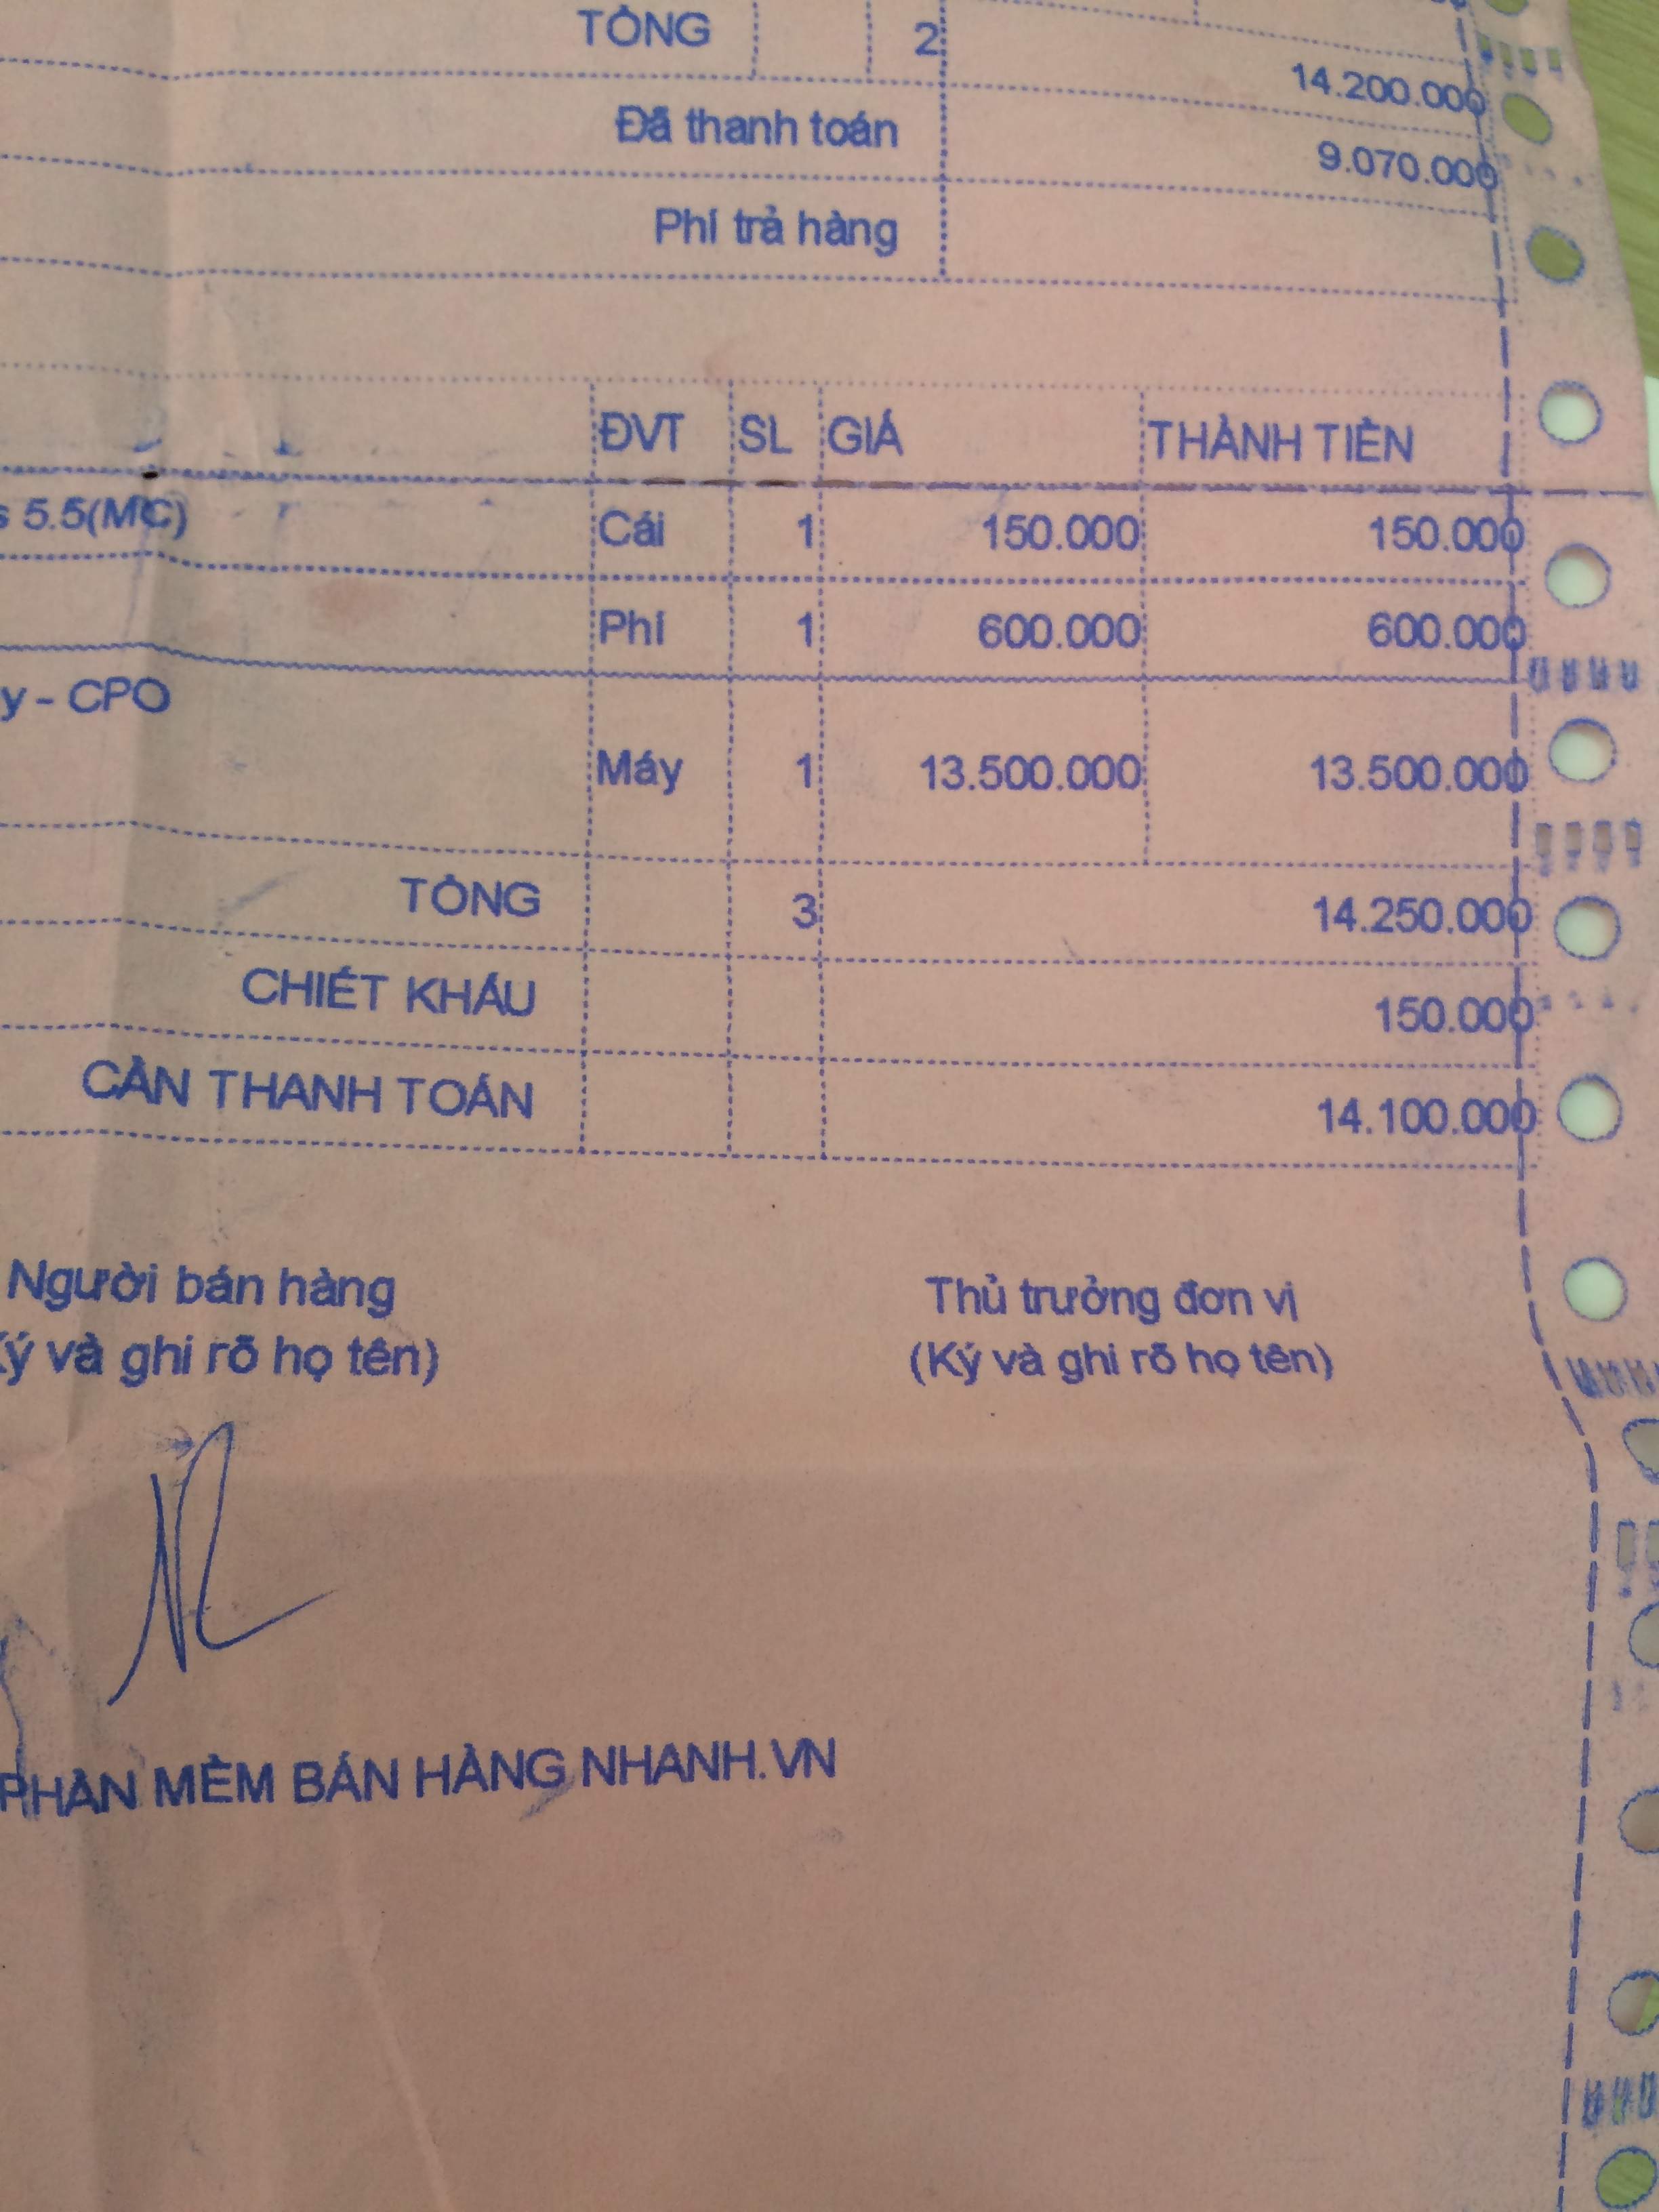 TỔNG 2 14.200.000
Đã thanh toán 9.070.000
Phí trả hàng
ĐVT SL GIÁ THÀNH TIỀN
5.5(MC) Cái 1 150.000 150.000
Phí 1 600.000 600.000
y - CPO
Máy 1 13.500.000 13.500.000
TỔNG 3 14.250.000
CHIẾT KHẤU 150.000
CẦN THANH TOÁN 14.100.000
Người bán hàng Thủ trưởng đơn vị
(Ký và ghi rõ họ tên) (Ký và ghi rõ họ tên)
PHẦN MỀM BÁN HÀNG NHANH.VN